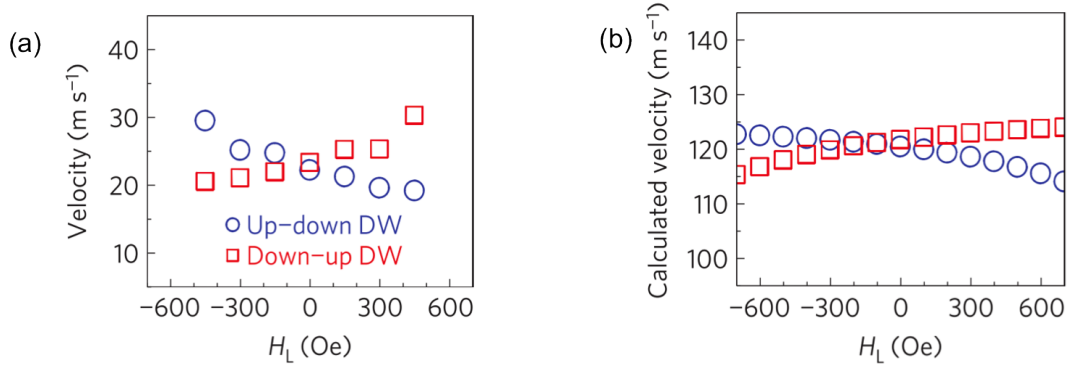 (a)
Velocity (m s⁻¹)
40
30
20
10
Up–down DW
Down–up DW
−600 −300 0 300 600
H_L (Oe)
(b)
Calculated velocity (m s⁻¹)
140
130
120
110
100
−600 −300 0 300 600
H_L (Oe)